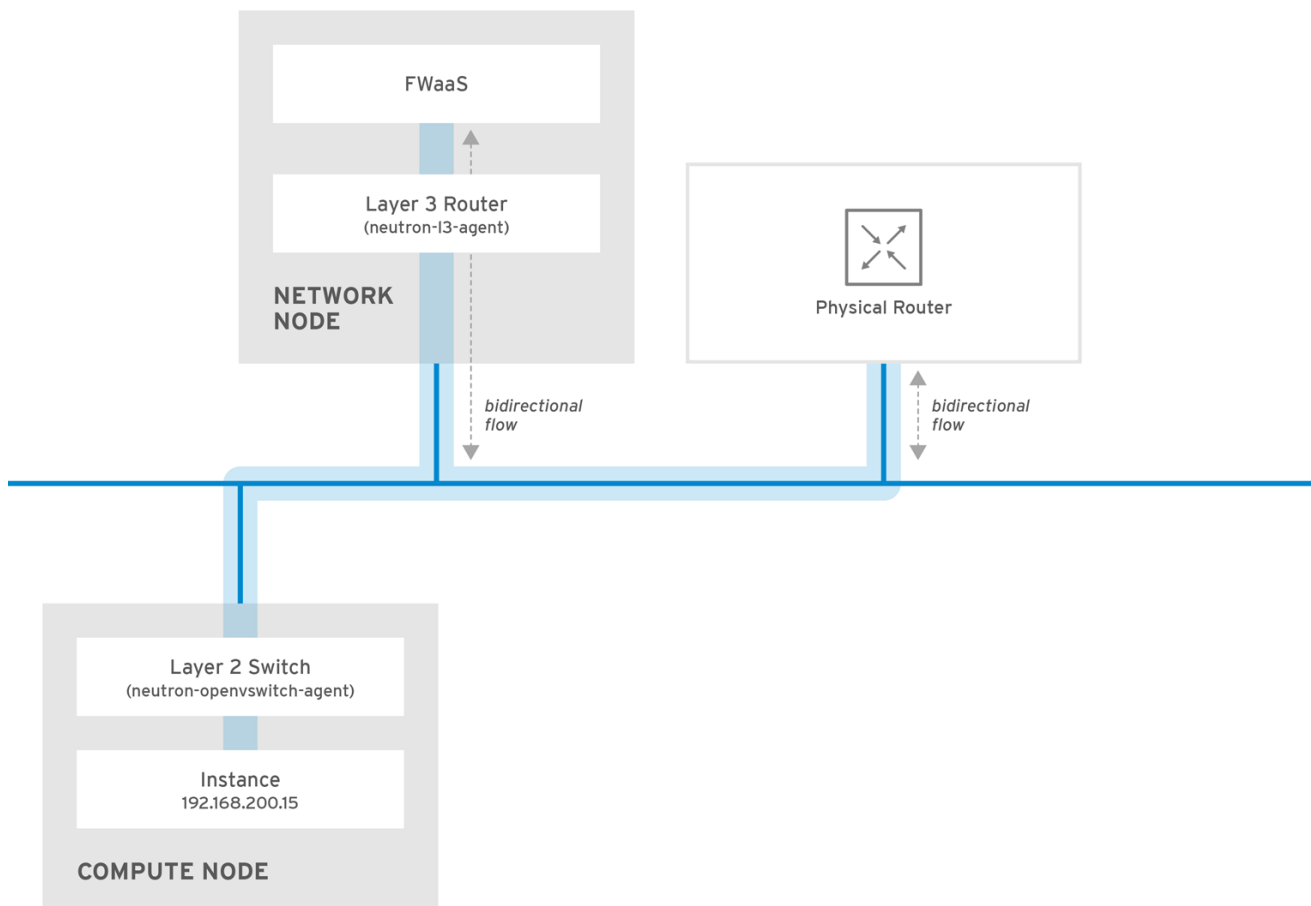 FWaaS
Layer 3 Router
(neutron-l3-agent)
NETWORK
NODE
Physical Router
bidirectional
flow
bidirectional
flow
Layer 2 Switch
(neutron-openvswitch-agent)
Instance
192.168.200.15
COMPUTE NODE